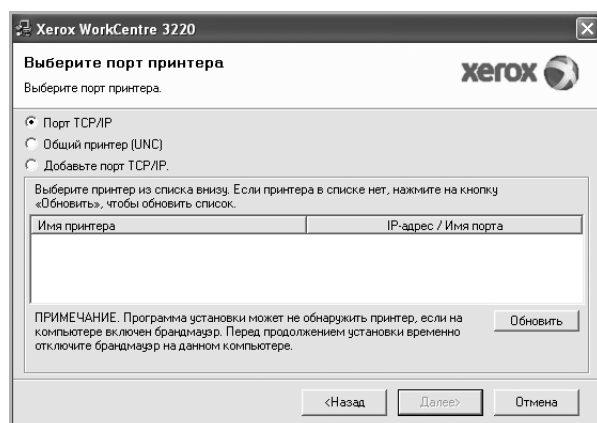 Xerox WorkCentre 3220
Выберите порт принтера
Выберите порт принтера.
xerox
Порт TCP/IP
Общий принтер (UNC)
Добавьте порт TCP/IP.
Выберите принтер из списка внизу. Если принтера в списке нет, нажмите на кнопку
«Обновить», чтобы обновить список.
Имя принтера IP-адрес / Имя порта
ПРИМЕЧАНИЕ. Программа установки может не обнаружить принтер, если на
компьютере включен брандмауэр. Перед продолжением установки временно
отключите брандмауэр на данном компьютере.
Обновить
<Назад Далее> Отмена